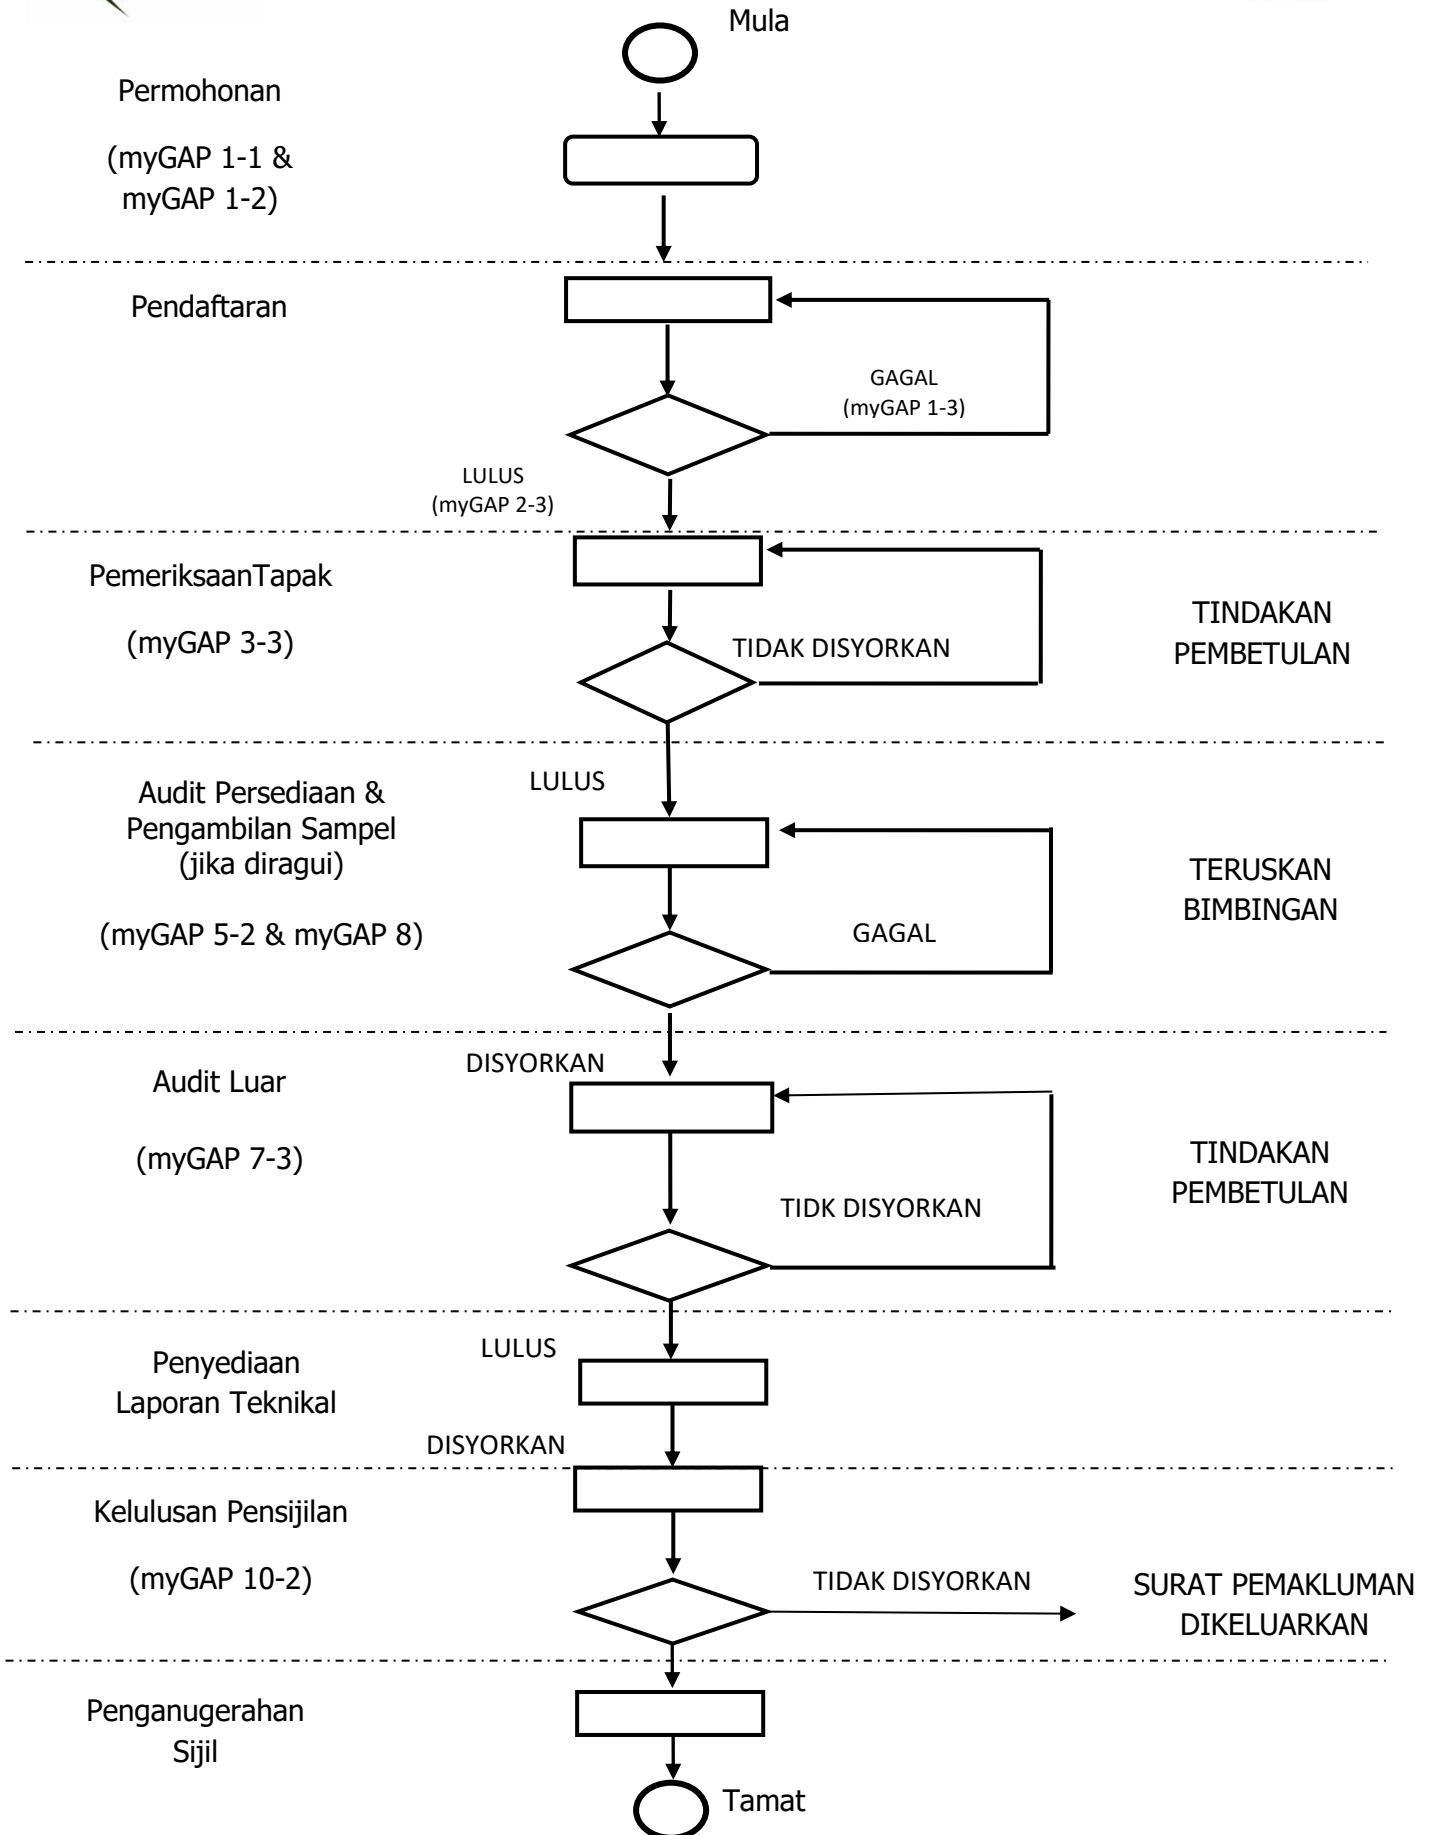 Mula
Permohonan
(myGAP 1-1 &
myGAP 1-2)
Pendaftaran
GAGAL
(myGAP 1-3)
LULUS
(myGAP 2-3)
PemeriksaanTapak
(myGAP 3-3)
TIDAK DISYORKAN
TINDAKAN
PEMBETULAN
LULUS
Audit Persediaan &
Pengambilan Sampel
(jika diragui)
(myGAP 5-2 & myGAP 8)
GAGAL
TERUSKAN
BIMBINGAN
DISYORKAN
Audit Luar
(myGAP 7-3)
TIDK DISYORKAN
TINDAKAN
PEMBETULAN
LULUS
Penyediaan
Laporan Teknikal
DISYORKAN
Kelulusan Pensijilan
(myGAP 10-2)
TIDAK DISYORKAN
SURAT PEMAKLUMAN
DIKELUARKAN
Penganugerahan
Sijil
Tamat